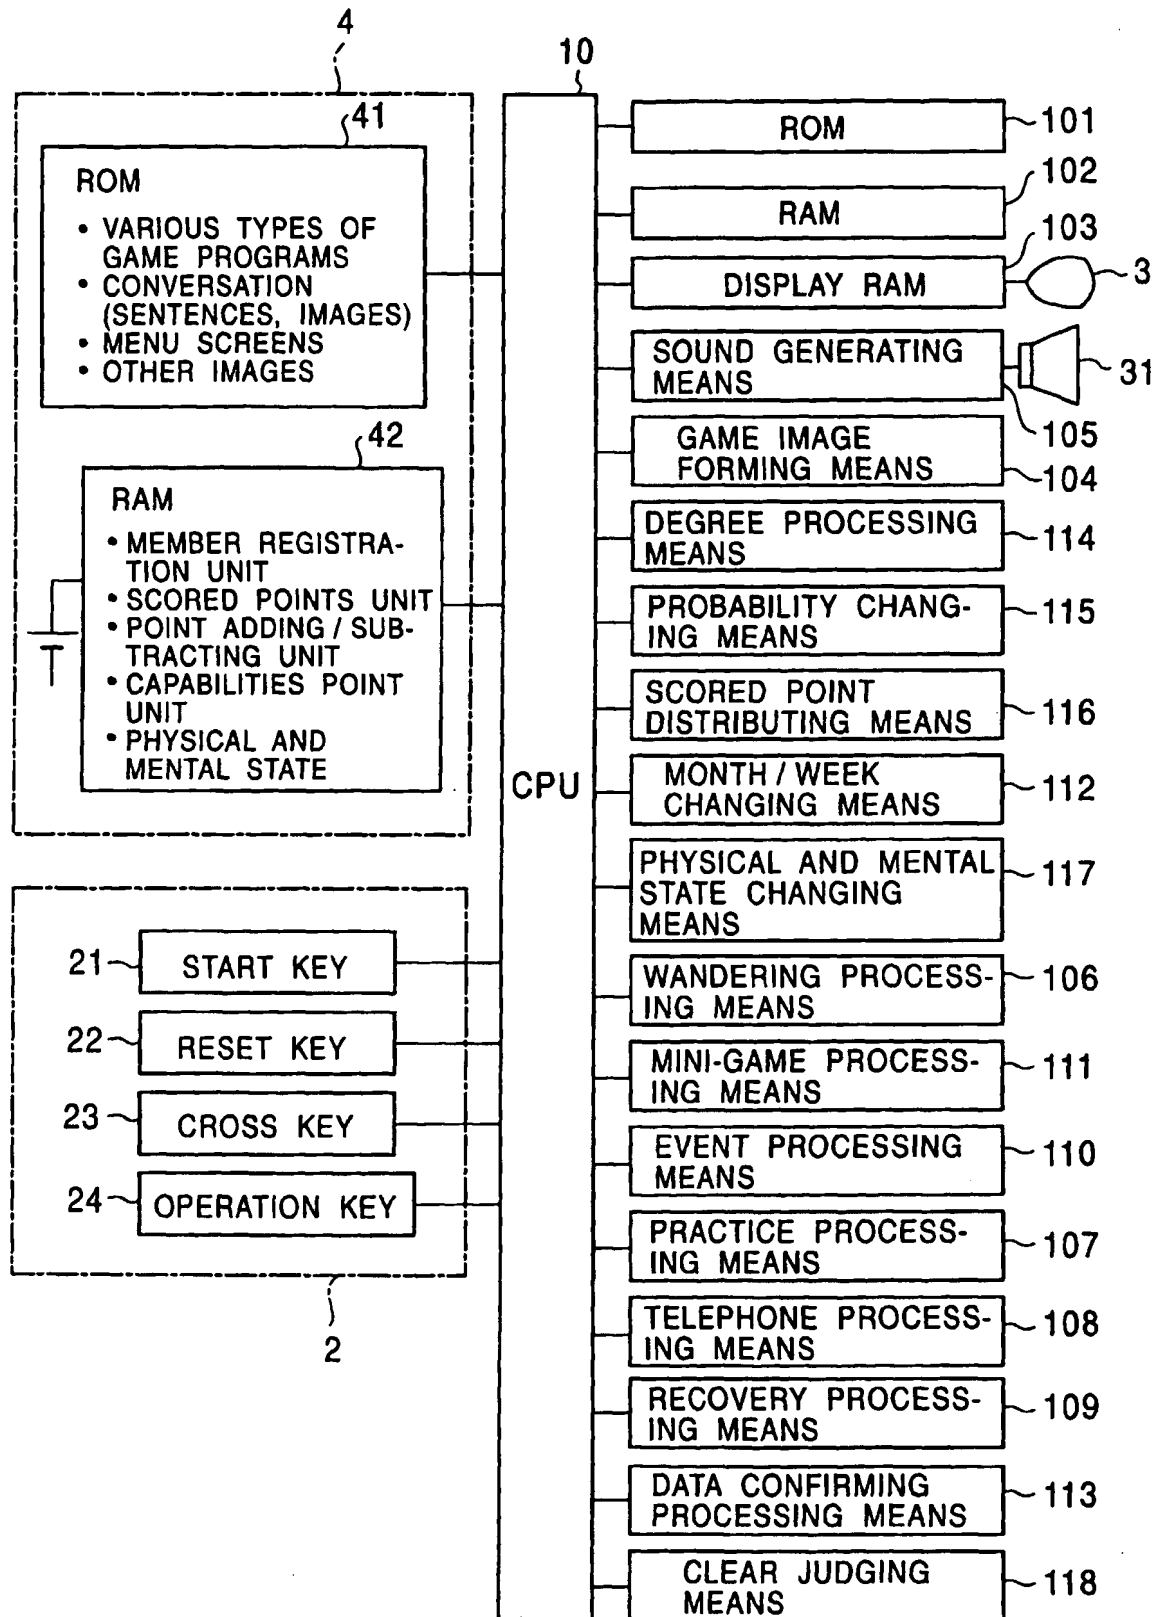 4
41
ROM
• VARIOUS TYPES OF
GAME PROGRAMS
• CONVERSATION
(SENTENCES, IMAGES)
• MENU SCREENS
• OTHER IMAGES
42
RAM
• MEMBER REGISTRA-
TION UNIT
• SCORED POINTS UNIT
• POINT ADDING / SUB-
TRACTING UNIT
• CAPABILITIES POINT
UNIT
• PHYSICAL AND
MENTAL STATE
21
START KEY
22
RESET KEY
23
CROSS KEY
24
OPERATION KEY
2
10
CPU
ROM
101
RAM
102
DISPLAY RAM
103
3
SOUND GENERATING
MEANS
31
105
GAME IMAGE
FORMING MEANS
104
DEGREE PROCESSING
MEANS
114
PROBABILITY CHANG-
ING MEANS
115
SCORED POINT
DISTRIBUTING MEANS
116
MONTH / WEEK
CHANGING MEANS
112
PHYSICAL AND MENTAL
STATE CHANGING
MEANS
117
WANDERING PROCESS-
ING MEANS
106
MINI-GAME PROCESS-
ING MEANS
111
EVENT PROCESSING
MEANS
110
PRACTICE PROCESS-
ING MEANS
107
TELEPHONE PROCESS-
ING MEANS
108
RECOVERY PROCESS-
ING MEANS
109
DATA CONFIRMING
PROCESSING MEANS
113
CLEAR JUDGING
MEANS
118